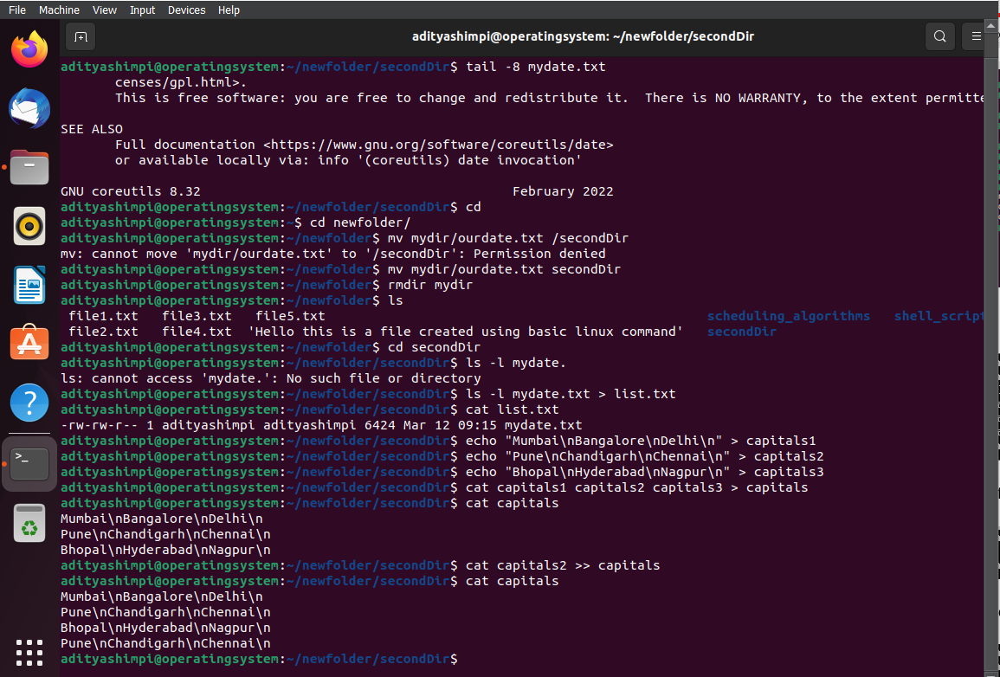 File Machine View Input Devices Help
adityashimpi@operatingsystem: ~/newfolder/secondDir
adityashimpi@operatingsystem:~/newfolder/secondDir$ tail -8 mydate.txt
       censes/gpl.html>.
       This is free software: you are free to change and redistribute it.  There is NO WARRANTY, to the extent permitte
SEE ALSO
       Full documentation <https://www.gnu.org/software/coreutils/date>
       or available locally via: info '(coreutils) date invocation'
GNU coreutils 8.32                                        February 2022
adityashimpi@operatingsystem:~/newfolder/secondDir$ cd
adityashimpi@operatingsystem:~$ cd newfolder/
adityashimpi@operatingsystem:~/newfolder$ mv mydir/ourdate.txt /secondDir
mv: cannot move 'mydir/ourdate.txt' to '/secondDir': Permission denied
adityashimpi@operatingsystem:~/newfolder$ mv mydir/ourdate.txt secondDir
adityashimpi@operatingsystem:~/newfolder$ rmdir mydir
adityashimpi@operatingsystem:~/newfolder$ ls
 file1.txt   file3.txt   file5.txt                                                 scheduling_algorithms   shell_script
 file2.txt   file4.txt  'Hello this is a file created using basic linux command'   secondDir
adityashimpi@operatingsystem:~/newfolder$ cd secondDir
adityashimpi@operatingsystem:~/newfolder/secondDir$ ls -l mydate.
ls: cannot access 'mydate.': No such file or directory
adityashimpi@operatingsystem:~/newfolder/secondDir$ ls -l mydate.txt > list.txt
adityashimpi@operatingsystem:~/newfolder/secondDir$ cat list.txt
-rw-rw-r-- 1 adityashimpi adityashimpi 6424 Mar 12 09:15 mydate.txt
adityashimpi@operatingsystem:~/newfolder/secondDir$ echo "Mumbai\nBangalore\nDelhi\n" > capitals1
adityashimpi@operatingsystem:~/newfolder/secondDir$ echo "Pune\nChandigarh\nChennai\n" > capitals2
adityashimpi@operatingsystem:~/newfolder/secondDir$ echo "Bhopal\nHyderabad\nNagpur\n" > capitals3
adityashimpi@operatingsystem:~/newfolder/secondDir$ cat capitals1 capitals2 capitals3 > capitals
adityashimpi@operatingsystem:~/newfolder/secondDir$ cat capitals
Mumbai\nBangalore\nDelhi\n
Pune\nChandigarh\nChennai\n
Bhopal\nHyderabad\nNagpur\n
adityashimpi@operatingsystem:~/newfolder/secondDir$ cat capitals2 >> capitals
adityashimpi@operatingsystem:~/newfolder/secondDir$ cat capitals
Mumbai\nBangalore\nDelhi\n
Pune\nChandigarh\nChennai\n
Bhopal\nHyderabad\nNagpur\n
Pune\nChandigarh\nChennai\n
adityashimpi@operatingsystem:~/newfolder/secondDir$